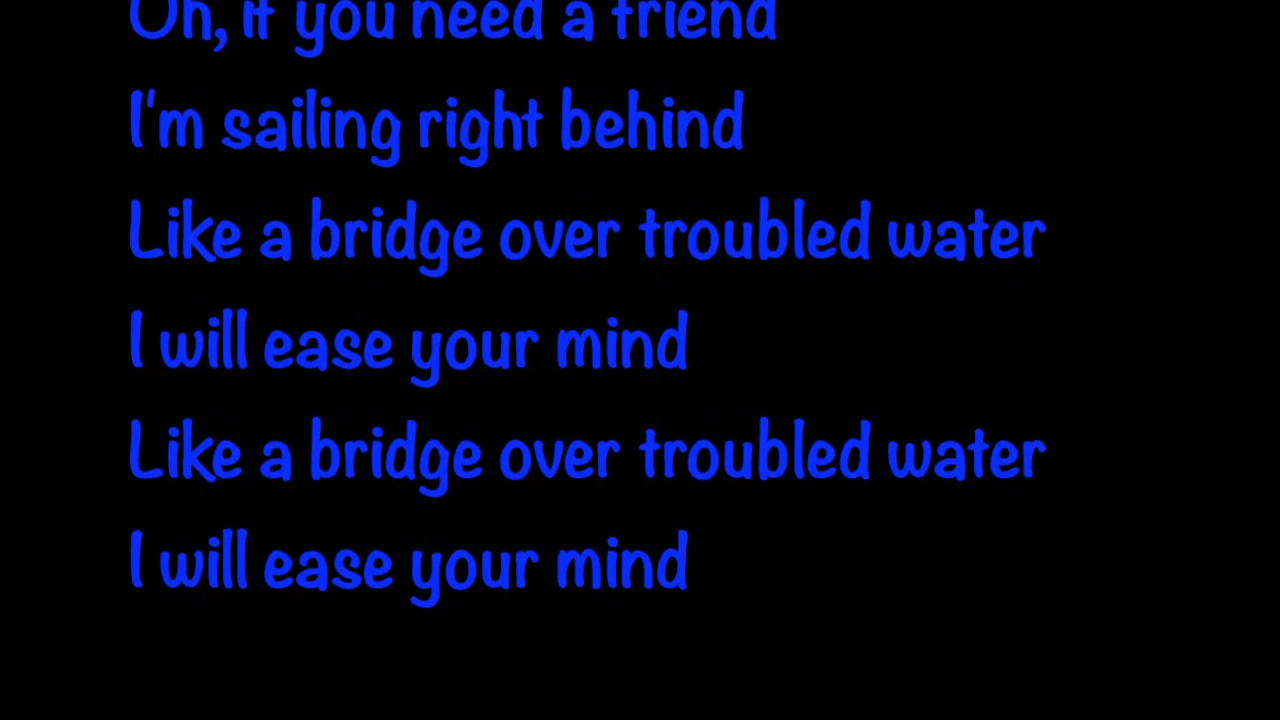 Oh, if you need a friend
I'm sailing right behind
Like a bridge over troubled water
I will ease your mind
Like a bridge over troubled water
I will ease your mind